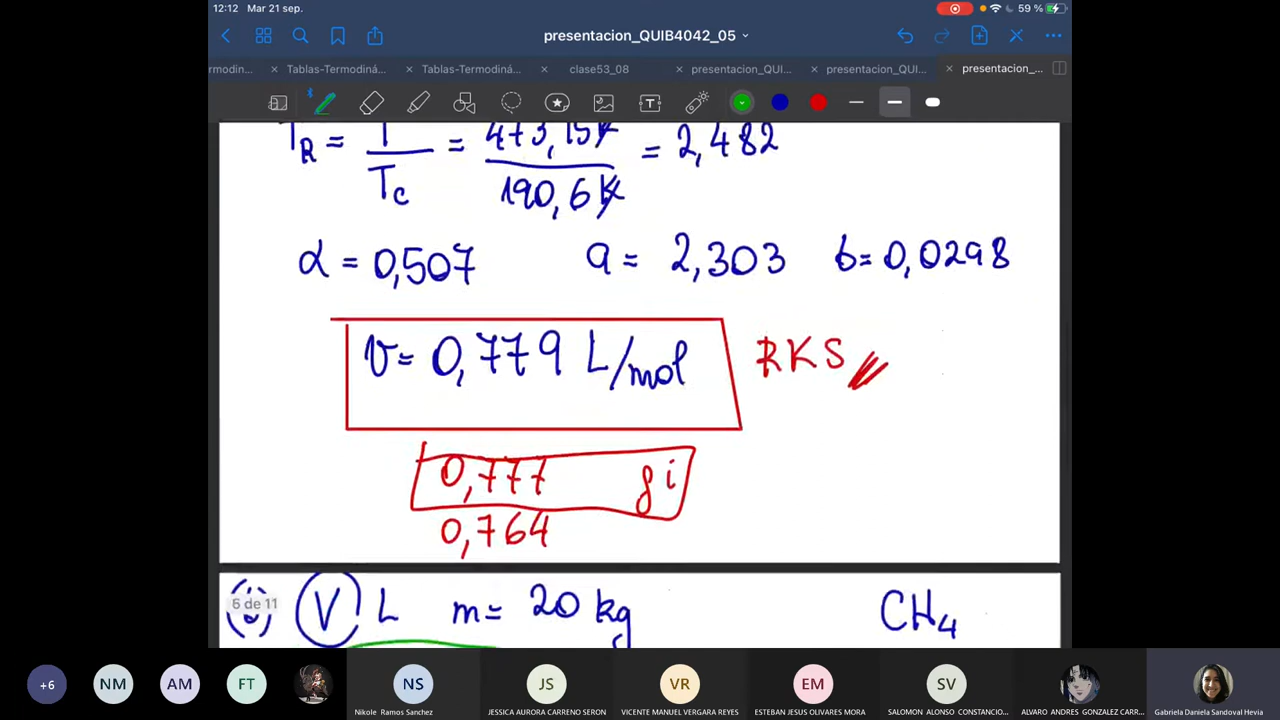 12:12 Mar 21 sep.
59 %
presentacion_QUIB4042_05
ermodin... Tablas-Termodiná... Tablas-Termodiná... clase53_08 presentacion_QUI... presentacion_QUI... presentacion_...
T_R = T / T_C = 473,15K / 190,6 K = 2,482
α = 0,507 a = 2,303 b = 0,0298
v = 0,779 L/mol RKS
0,777 gi
0,764
6 de 11 V L m = 20 kg CH4
+6 NM AM FT NS JS VR EM SV
Nikole Ramos Sanchez JESSICA AURORA CARRENO SERON VICENTE MANUEL VERGARA REYES ESTEBAN JESUS OLIVARES MORA SALOMON ALONSO CONSTANCIO... ALVARO ANDRES GONZALEZ CARR... Gabriela Daniela Sandoval Hevia